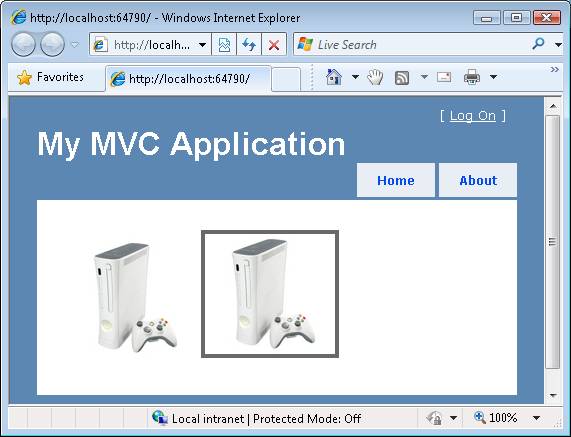 http://localhost:64790/ - Windows Internet Explorer
http://localh...
Live Search
Favorites
http://localhost:64790/
[ Log On ]
My MVC Application
Home
About
Local intranet | Protected Mode: Off
100%